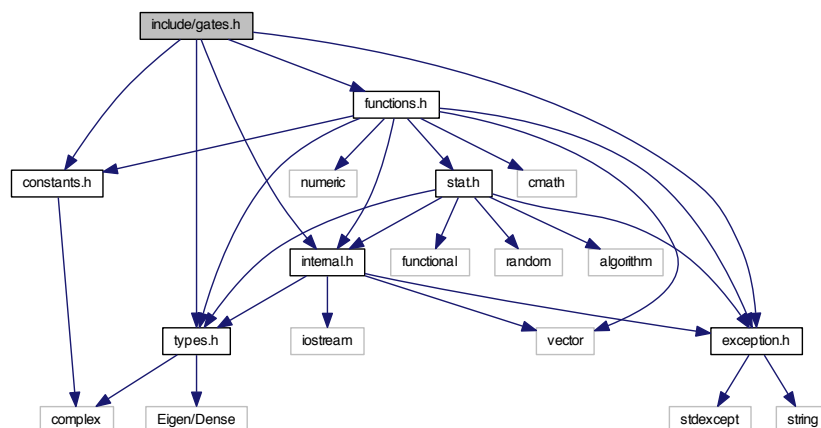 include/gates.h
functions.h
constants.h
numeric
stat.h
cmath
internal.h
functional
random
algorithm
types.h
iostream
vector
exception.h
complex
Eigen/Dense
stdexcept
string